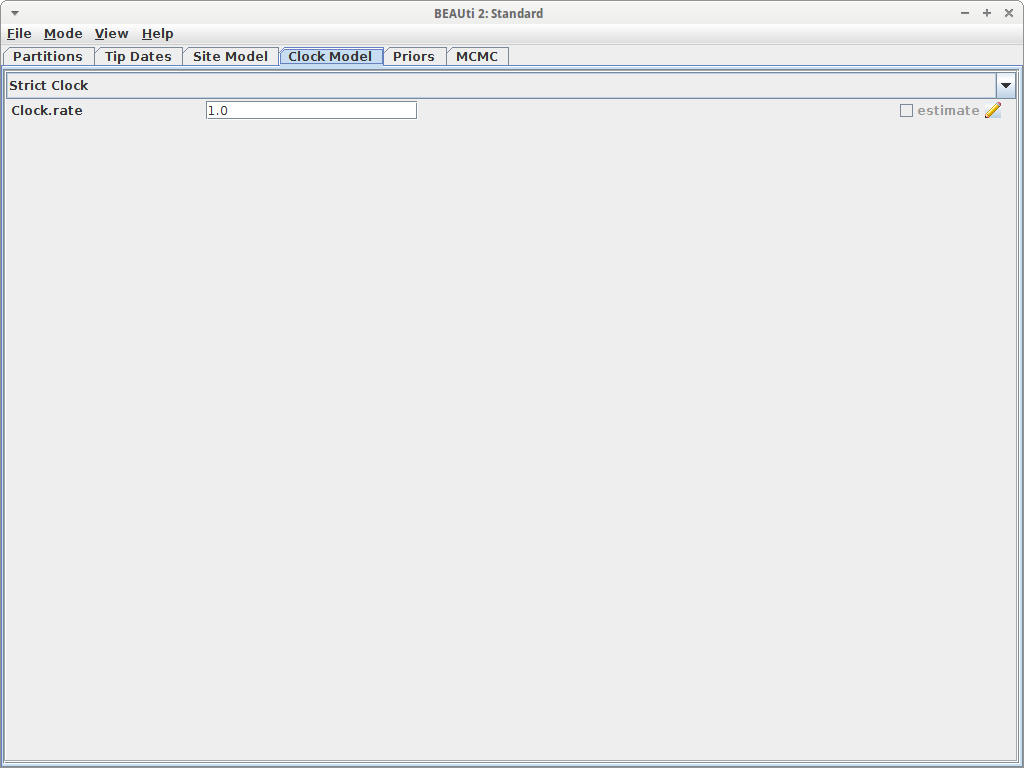 BEAUti 2: Standard
File Mode View Help
Partitions Tip Dates Site Model Clock Model Priors MCMC
Strict Clock
Clock.rate 1.0 estimate